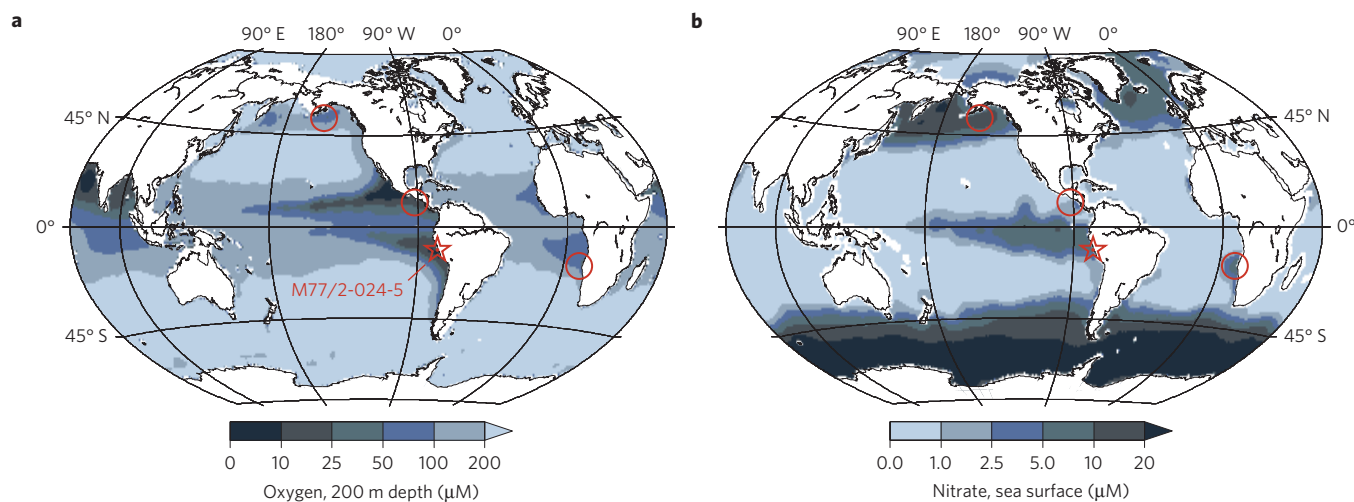 a
90° E 180° 90° W 0°
45° N
0°
M77/2-024-5
45° S
0 10 25 50 100 200
Oxygen, 200 m depth (μM)
b
90° E 180° 90° W 0°
45° N
0°
45° S
0.0 1.0 2.5 5.0 10 20
Nitrate, sea surface (μM)